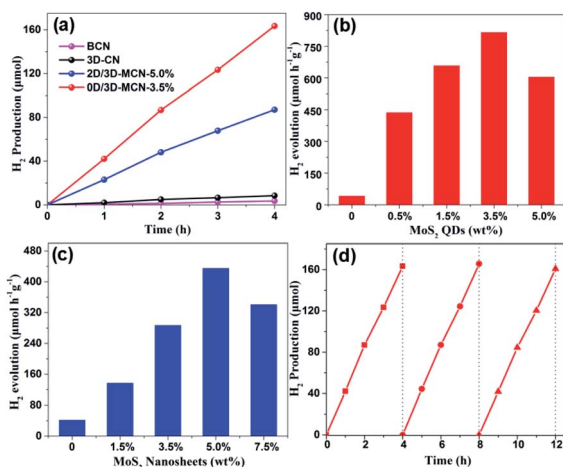 (a)
BCN
3D-CN
2D/3D-MCN-5.0%
0D/3D-MCN-3.5%
H₂ Production (μmol)
160
120
80
40
0
0 1 2 3 4
Time (h)
(b)
H₂ evolution (μmol h⁻¹g⁻¹)
900
750
600
450
300
150
0
0 0.5% 1.5% 3.5% 5.0%
MoS₂ QDs (wt%)
(c)
H₂ evolution (μmol h⁻¹g⁻¹)
480
400
320
240
160
80
0
0 1.5% 3.5% 5.0% 7.5%
MoS₂ Nanosheets (wt%)
(d)
H₂ Production (μmol)
160
120
80
40
0
0 2 4 6 8 10 12
Time (h)